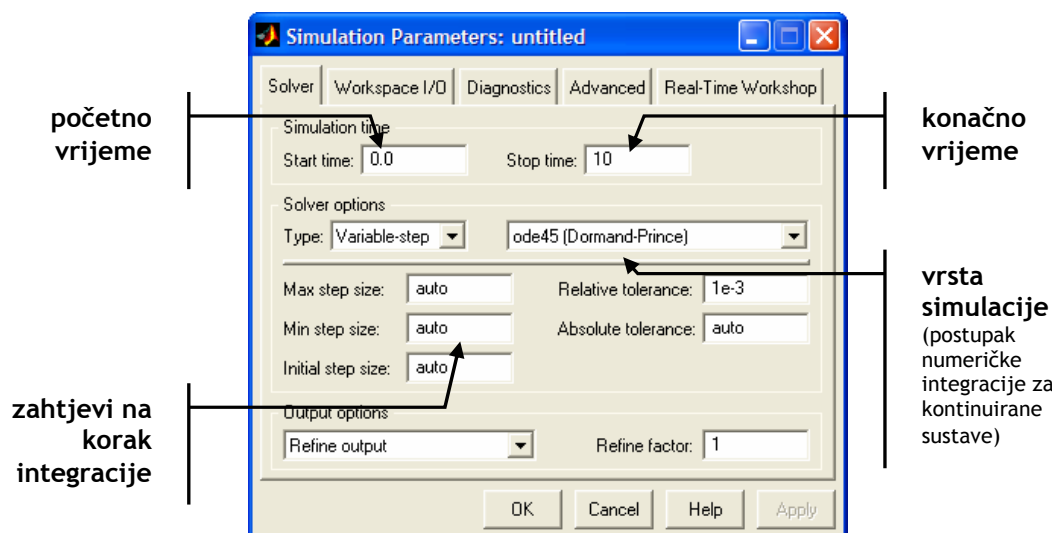 Simulation Parameters: untitled
Solver Workspace I/O Diagnostics Advanced Real-Time Workshop
početno
vrijeme
Simulation time
Start time: 0.0 Stop time: 10
konačno
vrijeme
Solver options
Type: Variable-step ode45 (Dormand-Prince)
Max step size: auto Relative tolerance: 1e-3
Min step size: auto Absolute tolerance: auto
Initial step size: auto
vrsta
simulacije
(postupak
numeričke
integracije za
kontinuirane
sustave)
zahtjevi na
korak
integracije
Output options
Refine output Refine factor: 1
OK Cancel Help Apply